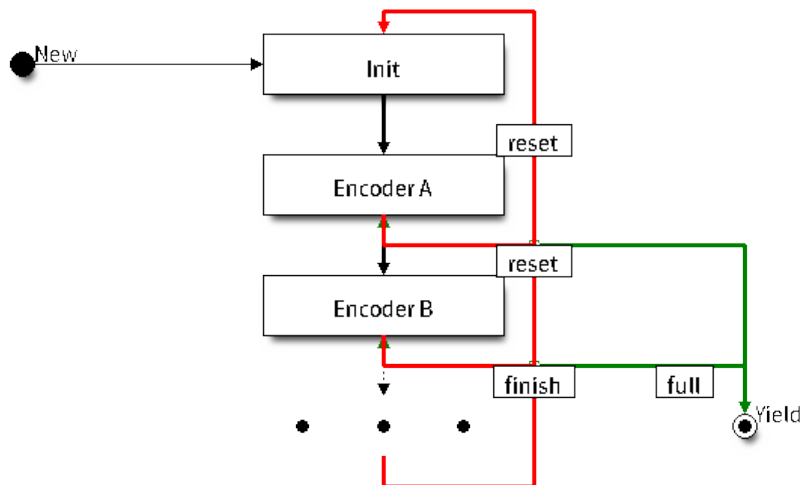 New
Init
reset
Encoder A
reset
Encoder B
finish
full
Yield